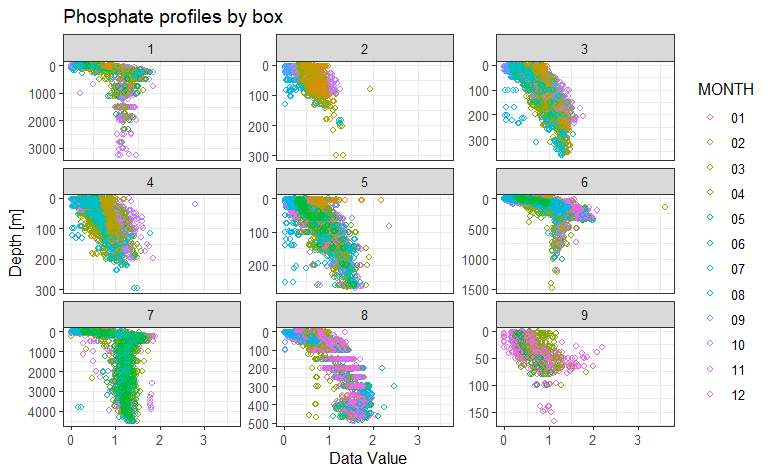 Phosphate profiles by box
1 2 3
0 0 0
1000 100 100
2000 200 200
3000 300 300
4 5 6
0 0 0
100 100 500
200 200 1000
300 1500
7 8 9
0 0 0
1000 100 50
2000 200 100
3000 300 150
4000 400
500
0 1 2 3 0 1 2 3 0 1 2 3
Data Value
Depth [m]
MONTH
01
02
03
04
05
06
07
08
09
10
11
12